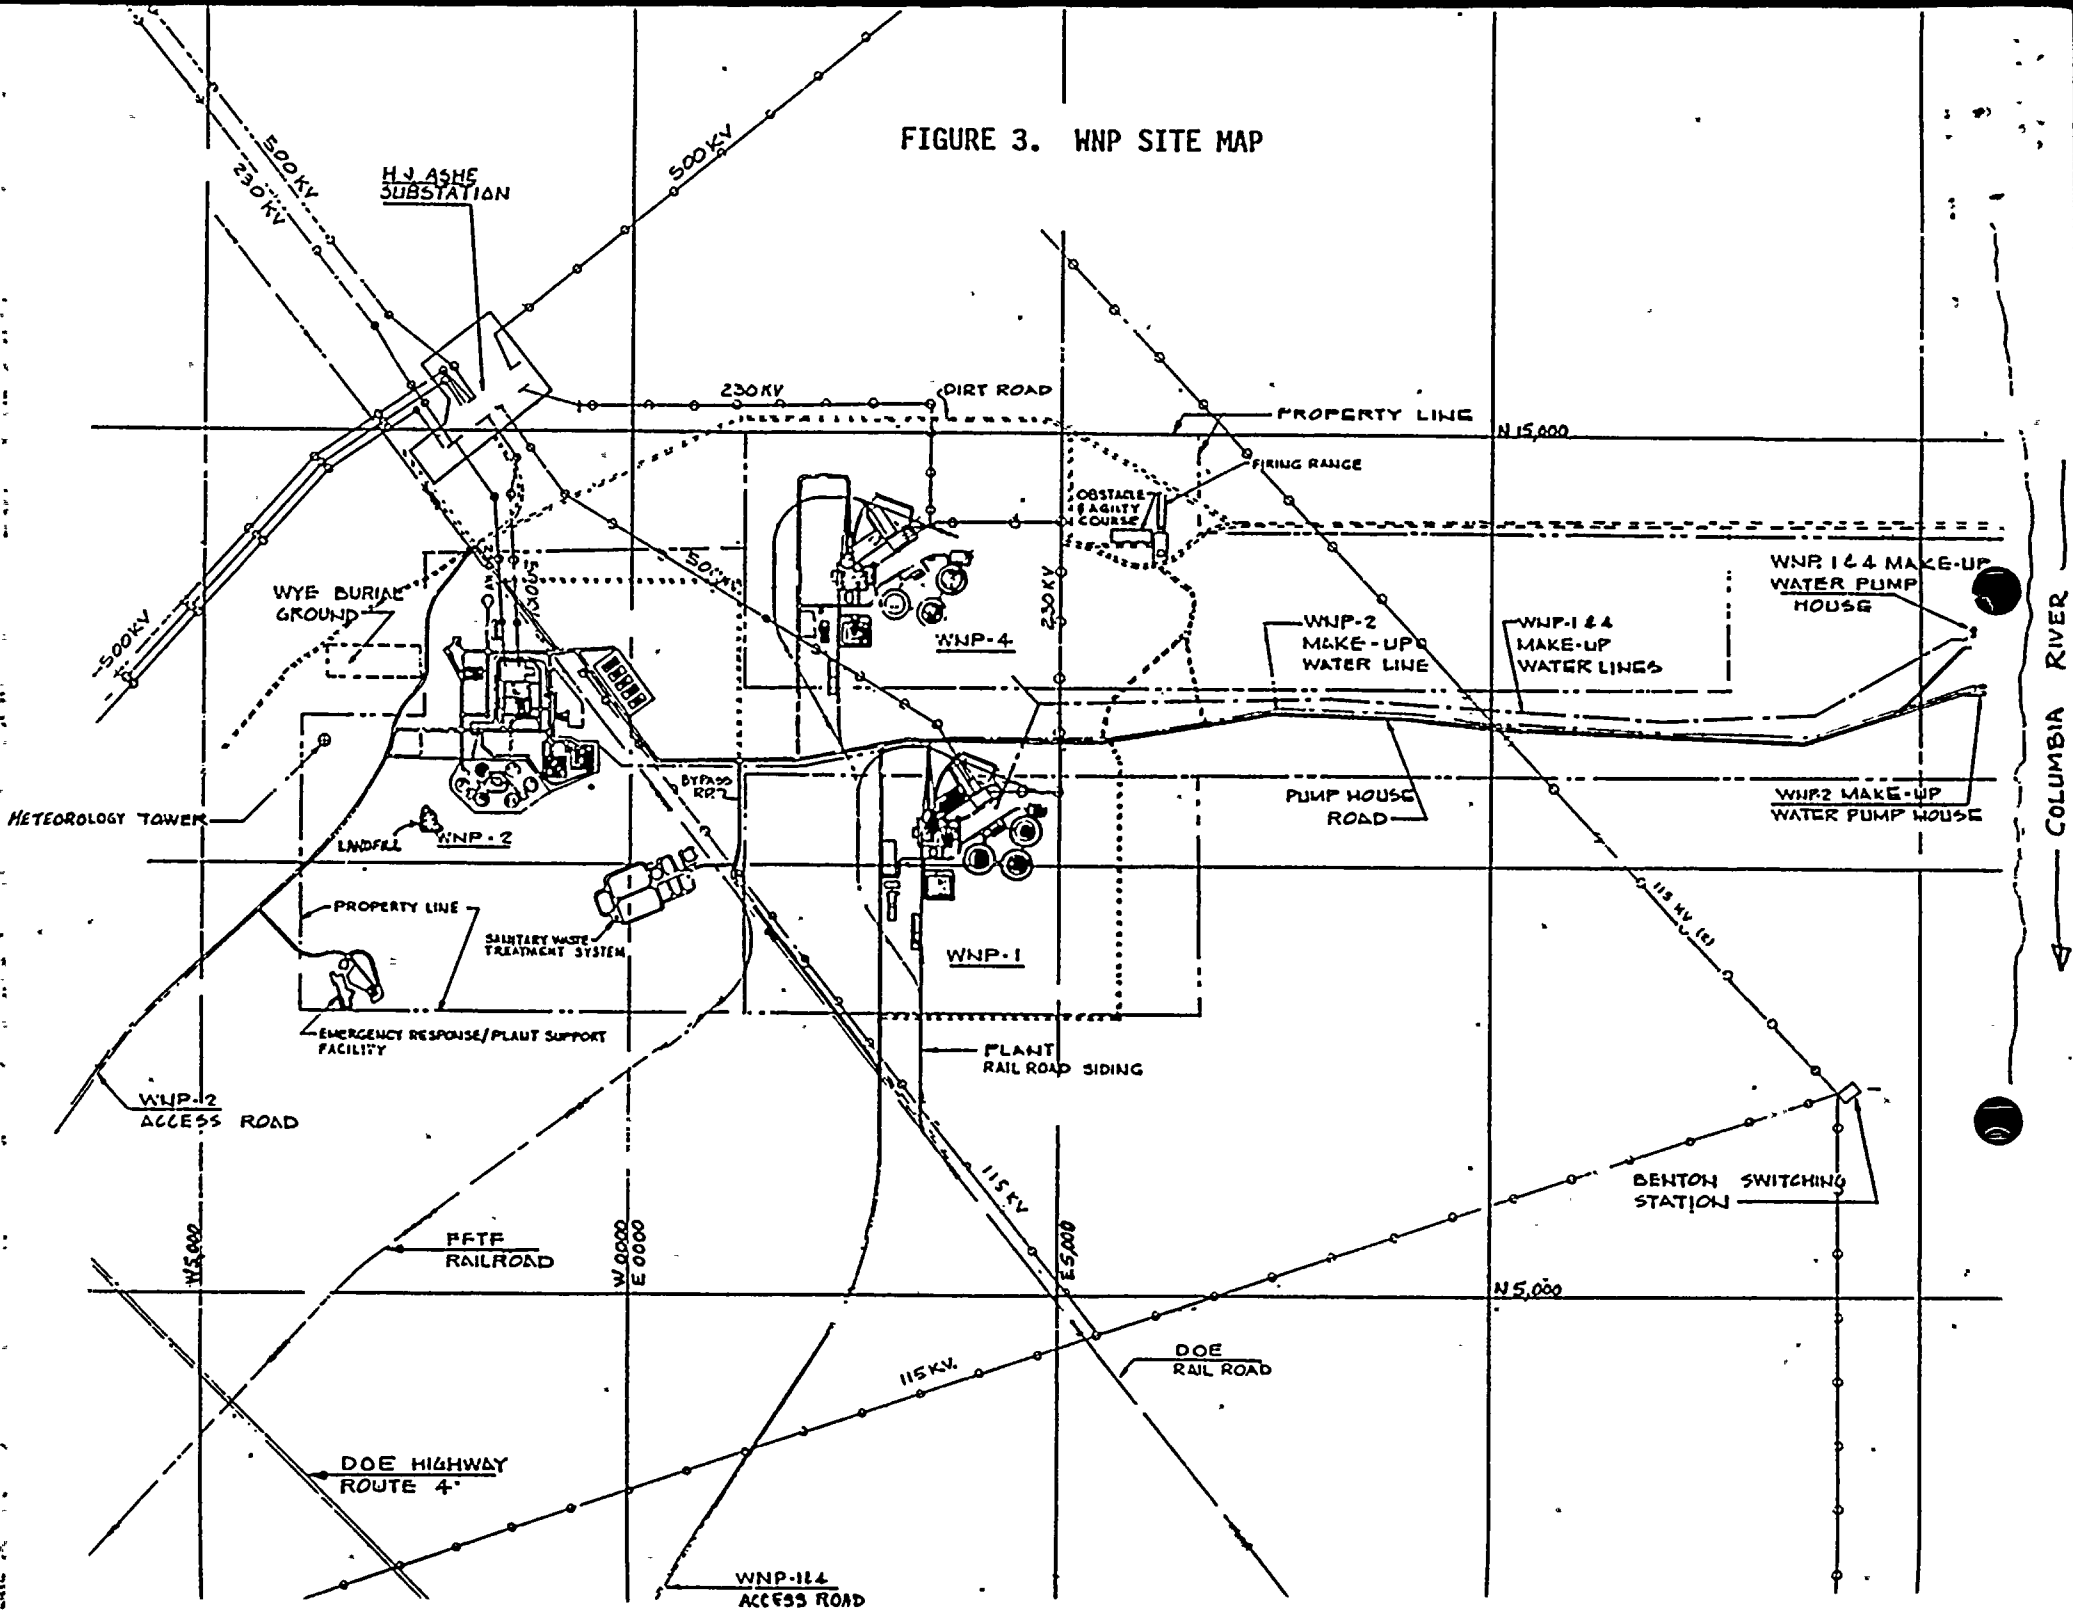 FIGURE 3. WNP SITE MAP
500 KV
230 KV
H.J. ASHE
SUBSTATION
500 KV
230 KV
DIRT ROAD
PROPERTY LINE
N 15,000
FIRING RANGE
OBSTACLE
& AGILITY
COURSE
WYE BURIAL
GROUND
500 KV
500 KV
500 KV
230 KV
WNP-4
WNP-2
MAKE-UP
WATER LINE
WNP-1 & 4
MAKE-UP
WATER LINES
WNP 1 & 4 MAKE-UP
WATER PUMP
HOUSE
COLUMBIA RIVER
METEOROLOGY TOWER
LANDFILL
WNP-2
BYPASS
RD.
PUMP HOUSE
ROAD
WNP-2 MAKE-UP
WATER PUMP HOUSE
PROPERTY LINE
SANITARY WASTE
TREATMENT SYSTEM
WNP-1
115 KV (2)
EMERGENCY RESPONSE/PLANT SUPPORT
FACILITY
PLANT
RAIL ROAD SIDING
WNP-2
ACCESS ROAD
115 KV
BENTON SWITCHING
STATION
W 5,000
FFTF
RAILROAD
W 0000
E 0000
E 5,000
N 5,000
DOE
RAIL ROAD
115 KV.
DOE HIGHWAY
ROUTE 4
WNP-1&4
ACCESS ROAD